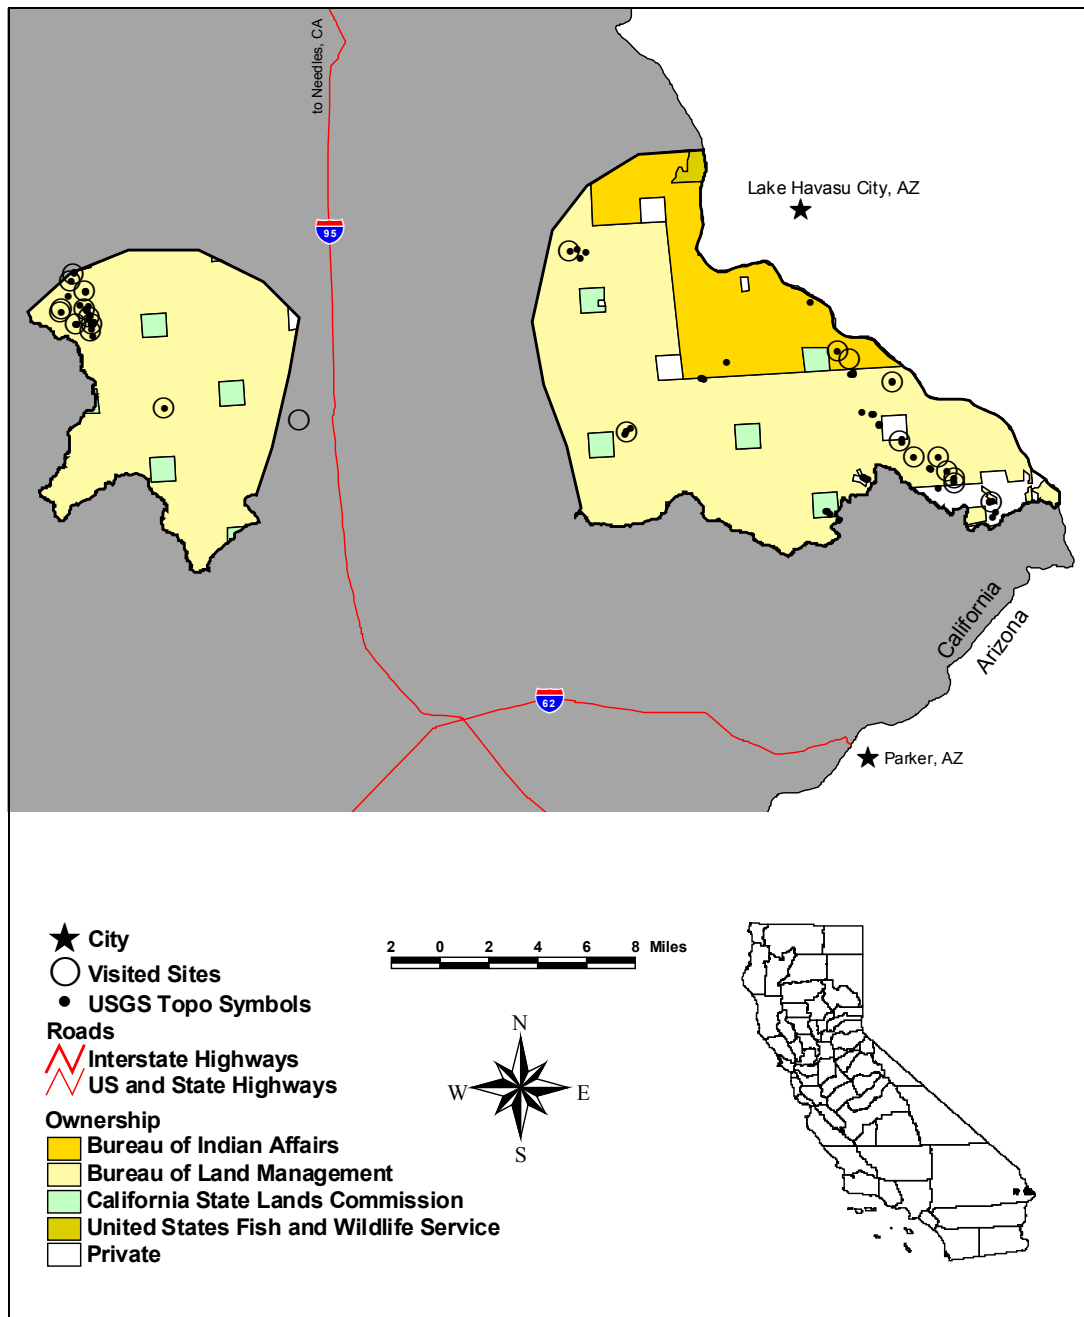 to Needles, CA
Lake Havasu City, AZ
95
California
Arizona
62
Parker, AZ
City
Visited Sites
USGS Topo Symbols
Roads
Interstate Highways
US and State Highways
Ownership
Bureau of Indian Affairs
Bureau of Land Management
California State Lands Commission
United States Fish and Wildlife Service
Private
2 0 2 4 6 8 Miles
N
W E
S